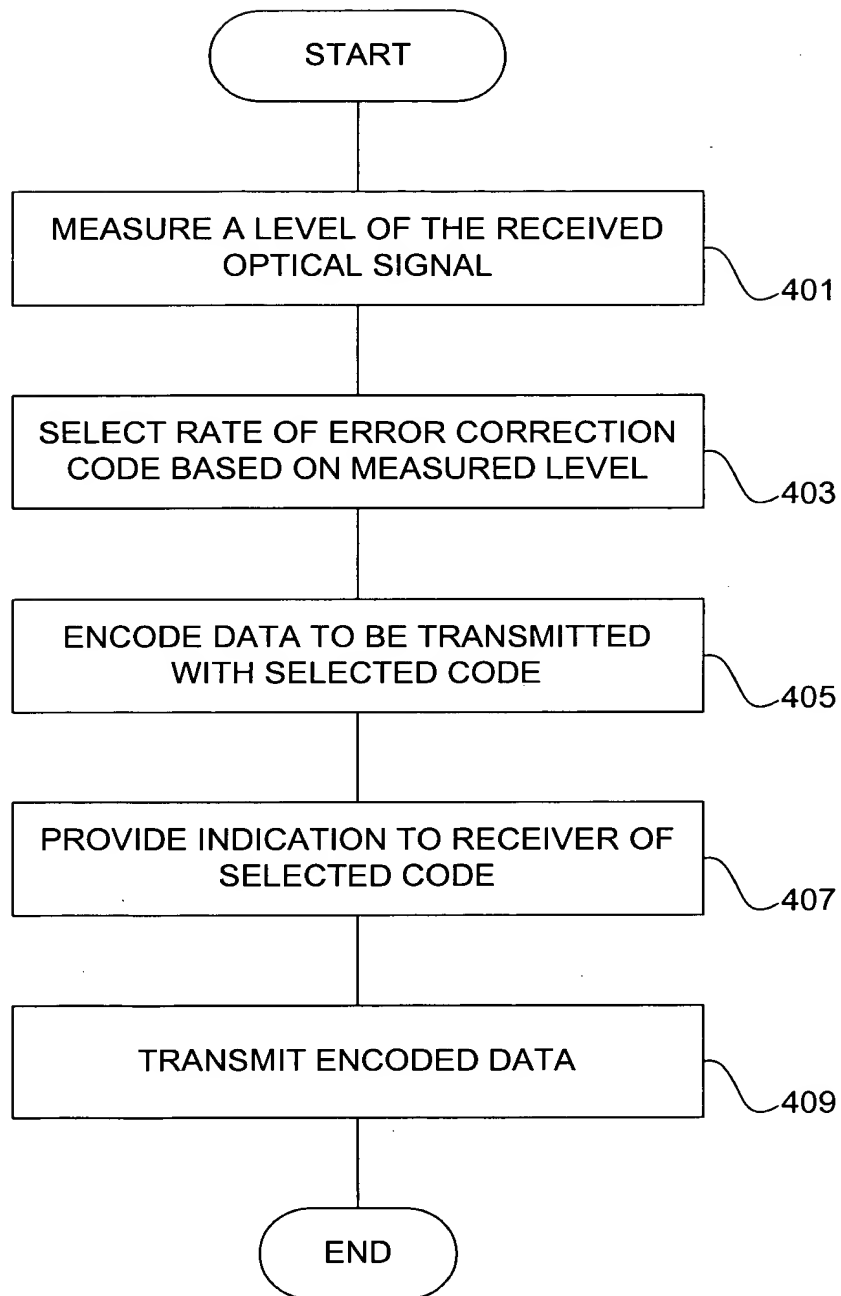 START
MEASURE A LEVEL OF THE RECEIVED
OPTICAL SIGNAL
401
SELECT RATE OF ERROR CORRECTION
CODE BASED ON MEASURED LEVEL
403
ENCODE DATA TO BE TRANSMITTED
WITH SELECTED CODE
405
PROVIDE INDICATION TO RECEIVER OF
SELECTED CODE
407
TRANSMIT ENCODED DATA
409
END